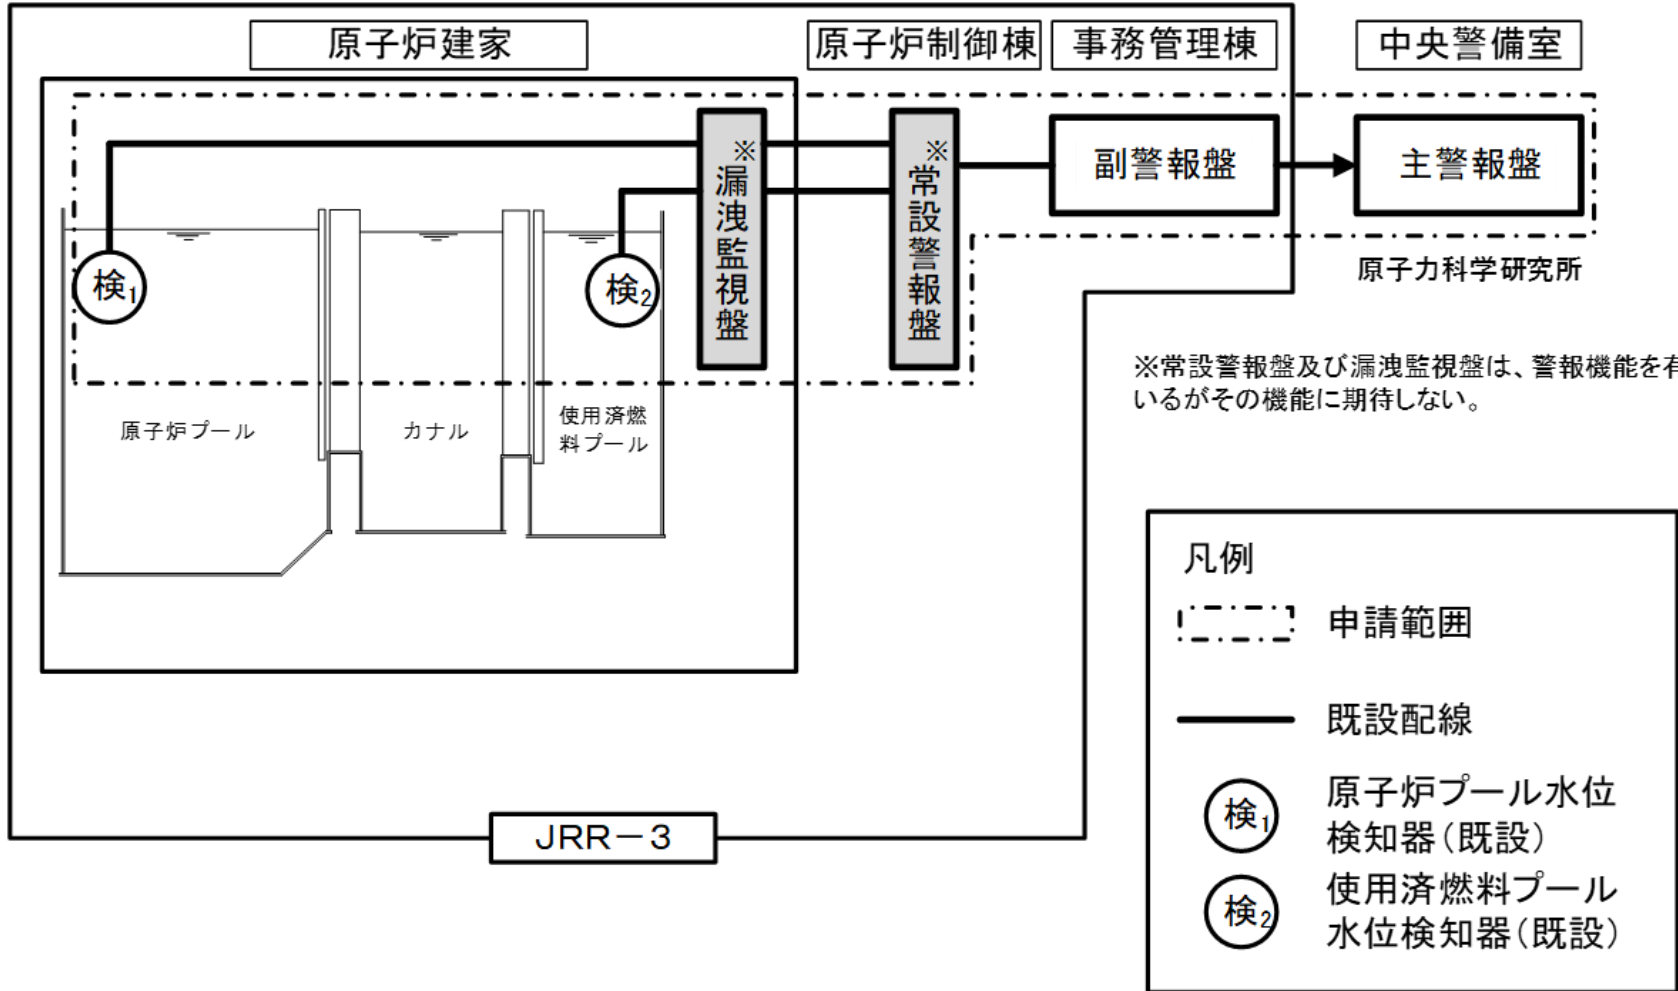 原子炉建家
原子炉制御棟
事務管理棟
中央警備室
※漏洩監視盤
※常設警報盤
副警報盤
主警報盤
検1
検2
原子力科学研究所
※常設警報盤及び漏洩監視盤は、警報機能を有
いるがその機能に期待しない。
原子炉プール
カナル
使用済燃
料プール
凡例
申請範囲
既設配線
検1
原子炉プール水位
検知器(既設)
検2
使用済燃料プール
水位検知器(既設)
JRR-3